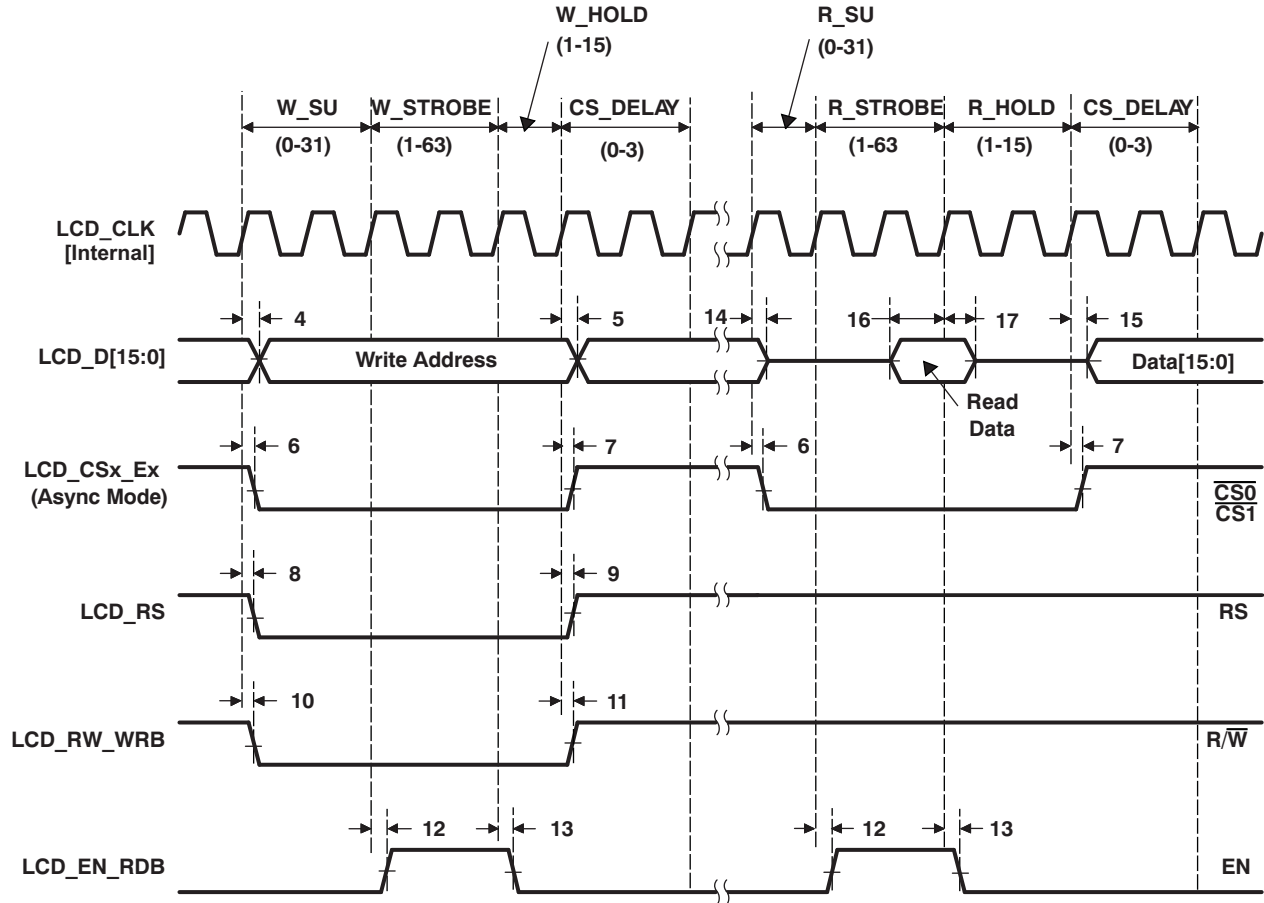 W_HOLD
(1-15)
R_SU
(0-31)
W_SU W_STROBE CS_DELAY R_STROBE R_HOLD CS_DELAY
(0-31) (1-63) (0-3) (1-63 (1-15) (0-3)
LCD_CLK
[Internal]
4 5 14 16 17 15
LCD_D[15:0] Write Address Data[15:0]
Read
Data
6 7 6 7
LCD_CSx_Ex
(Async Mode)
CS0
CS1
8 9
LCD_RS RS
10 11
LCD_RW_WRB R/W
12 13 12 13
LCD_EN_RDB EN